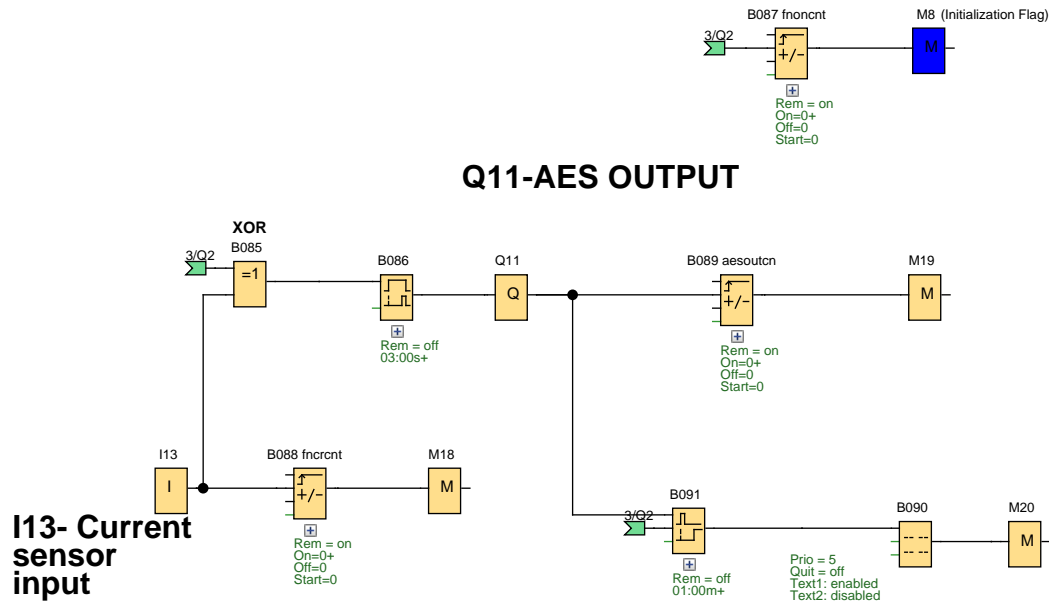 B087 fnoncnt
M8 (Initialization Flag)
3/Q2
+/-
M
Rem = on
On=0+
Off=0
Start=0
Q11-AES OUTPUT
XOR
B085
3/Q2
=1
B086
Rem = off
03:00s+
Q11
Q
B089 aesoutcn
+/-
Rem = on
On=0+
Off=0
Start=0
M19
M
I13
I
B088 fncrcnt
+/-
Rem = on
On=0+
Off=0
Start=0
M18
M
I13- Current
sensor
input
B091
3/Q2
Rem = off
01:00m+
B090
Prio = 5
Quit = off
Text1: enabled
Text2: disabled
M20
M